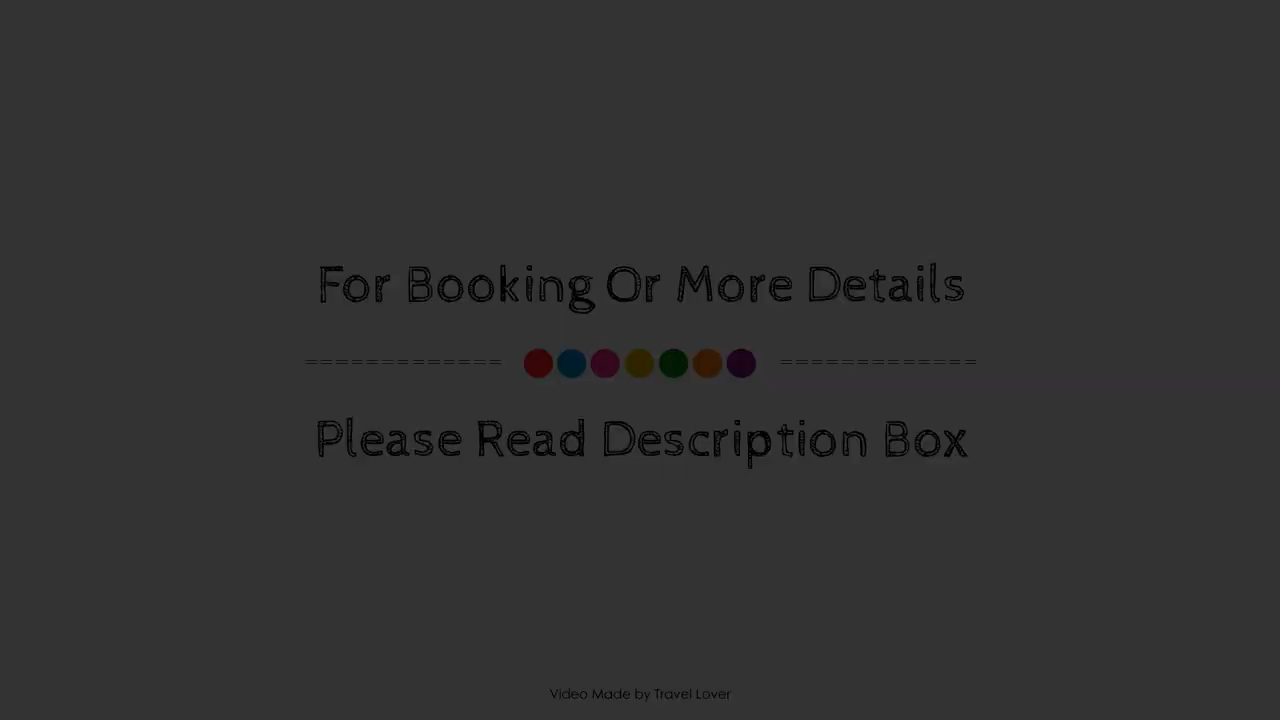 For Booking Or More Details
============= =============
Please Read Description Box
Video Made by Travel Lover